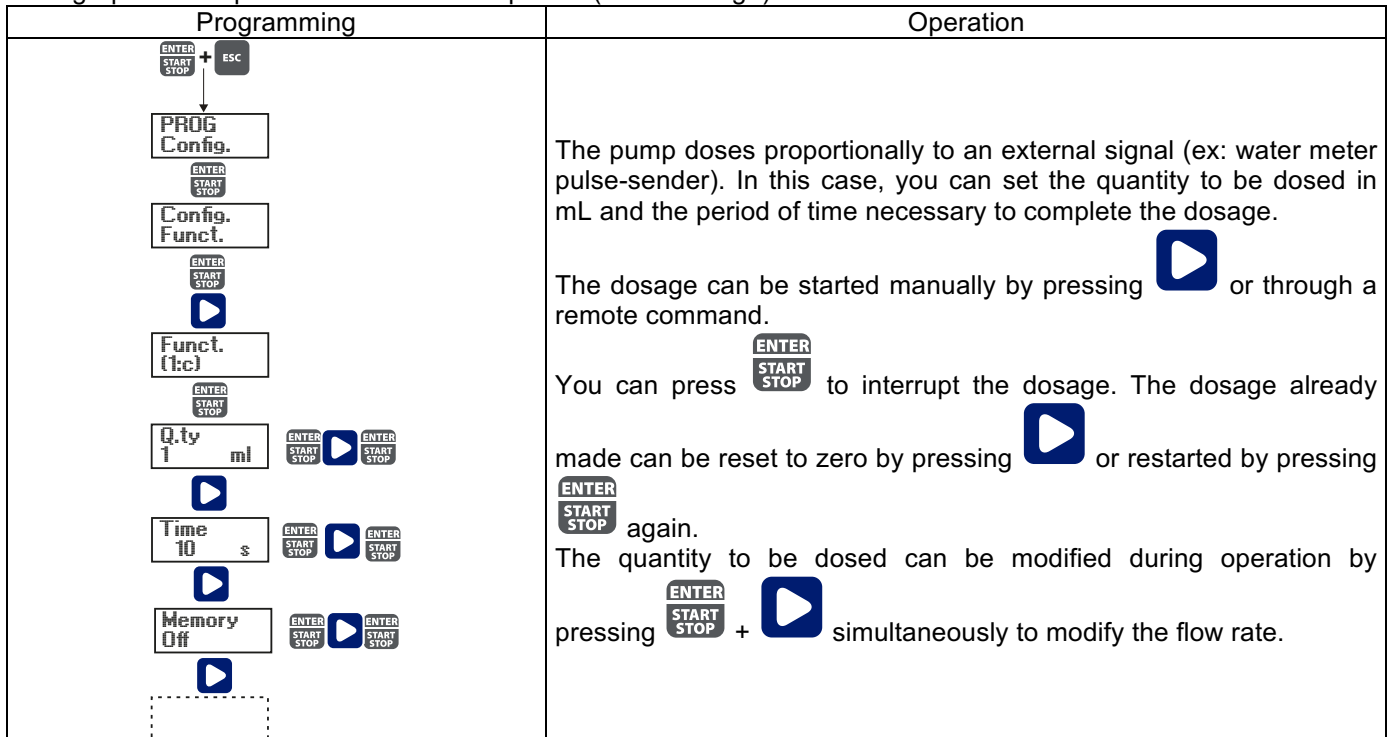 Programming
Operation
ENTER
START
STOP
+
ESC
PROG
Config.
ENTER
START
STOP
Config.
Funct.
ENTER
START
STOP
Funct.
(1:c)
ENTER
START
STOP
Q.ty
1 ml
ENTER
START
STOP
ENTER
START
STOP
Time
10 s
ENTER
START
STOP
ENTER
START
STOP
Memory
Off
ENTER
START
STOP
ENTER
START
STOP
The pump doses proportionally to an external signal (ex: water meter
pulse-sender). In this case, you can set the quantity to be dosed in
mL and the period of time necessary to complete the dosage.
The dosage can be started manually by pressing or through a
remote command.
You can press ENTER START STOP to interrupt the dosage. The dosage already
made can be reset to zero by pressing or restarted by pressing
ENTER START STOP again.
The quantity to be dosed can be modified during operation by
pressing ENTER START STOP + simultaneously to modify the flow rate.